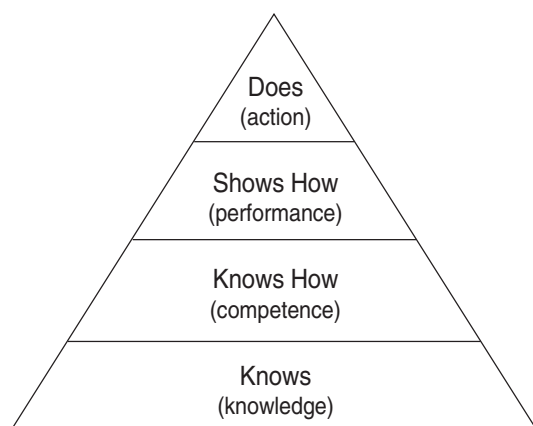 Does
(action)
Shows How
(performance)
Knows How
(competence)
Knows
(knowledge)